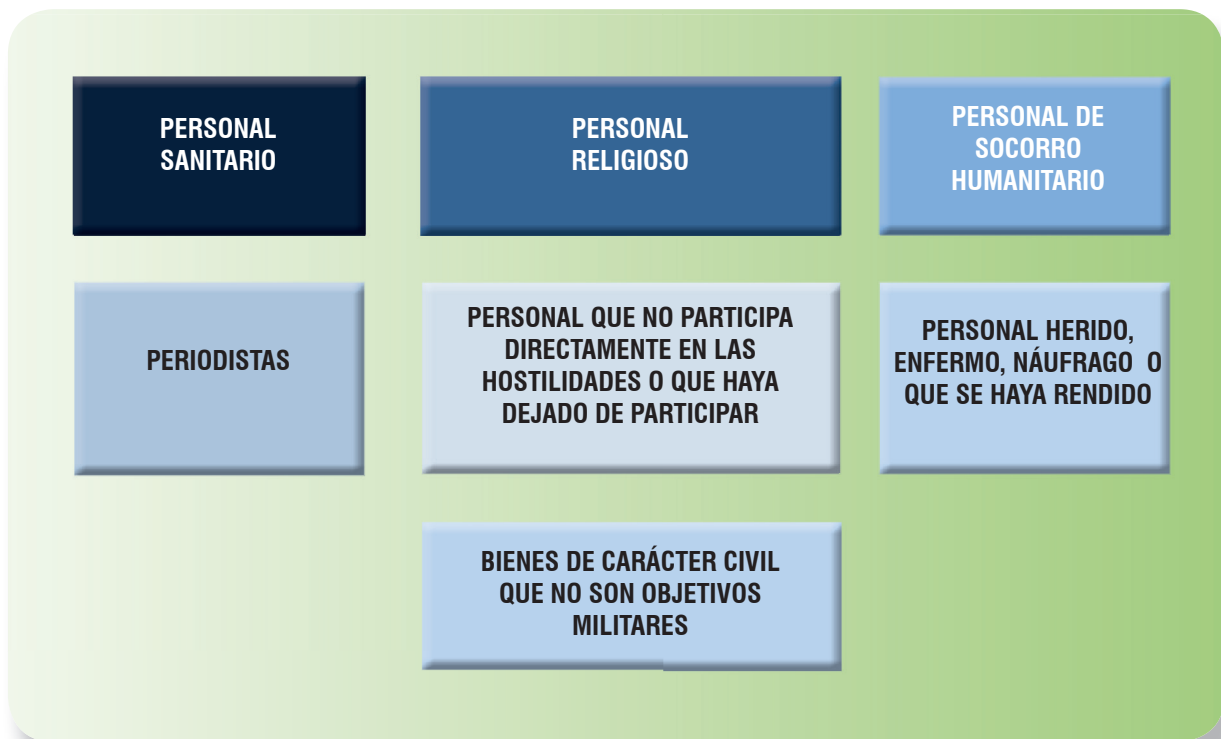 PERSONAL
SANITARIO
PERSONAL
RELIGIOSO
PERSONAL DE
SOCORRO
HUMANITARIO
PERIODISTAS
PERSONAL QUE NO PARTICIPA
DIRECTAMENTE EN LAS
HOSTILIDADES O QUE HAYA
DEJADO DE PARTICIPAR
PERSONAL HERIDO,
ENFERMO, NÁUFRAGO O
QUE SE HAYA RENDIDO
BIENES DE CARÁCTER CIVIL
QUE NO SON OBJETIVOS
MILITARES